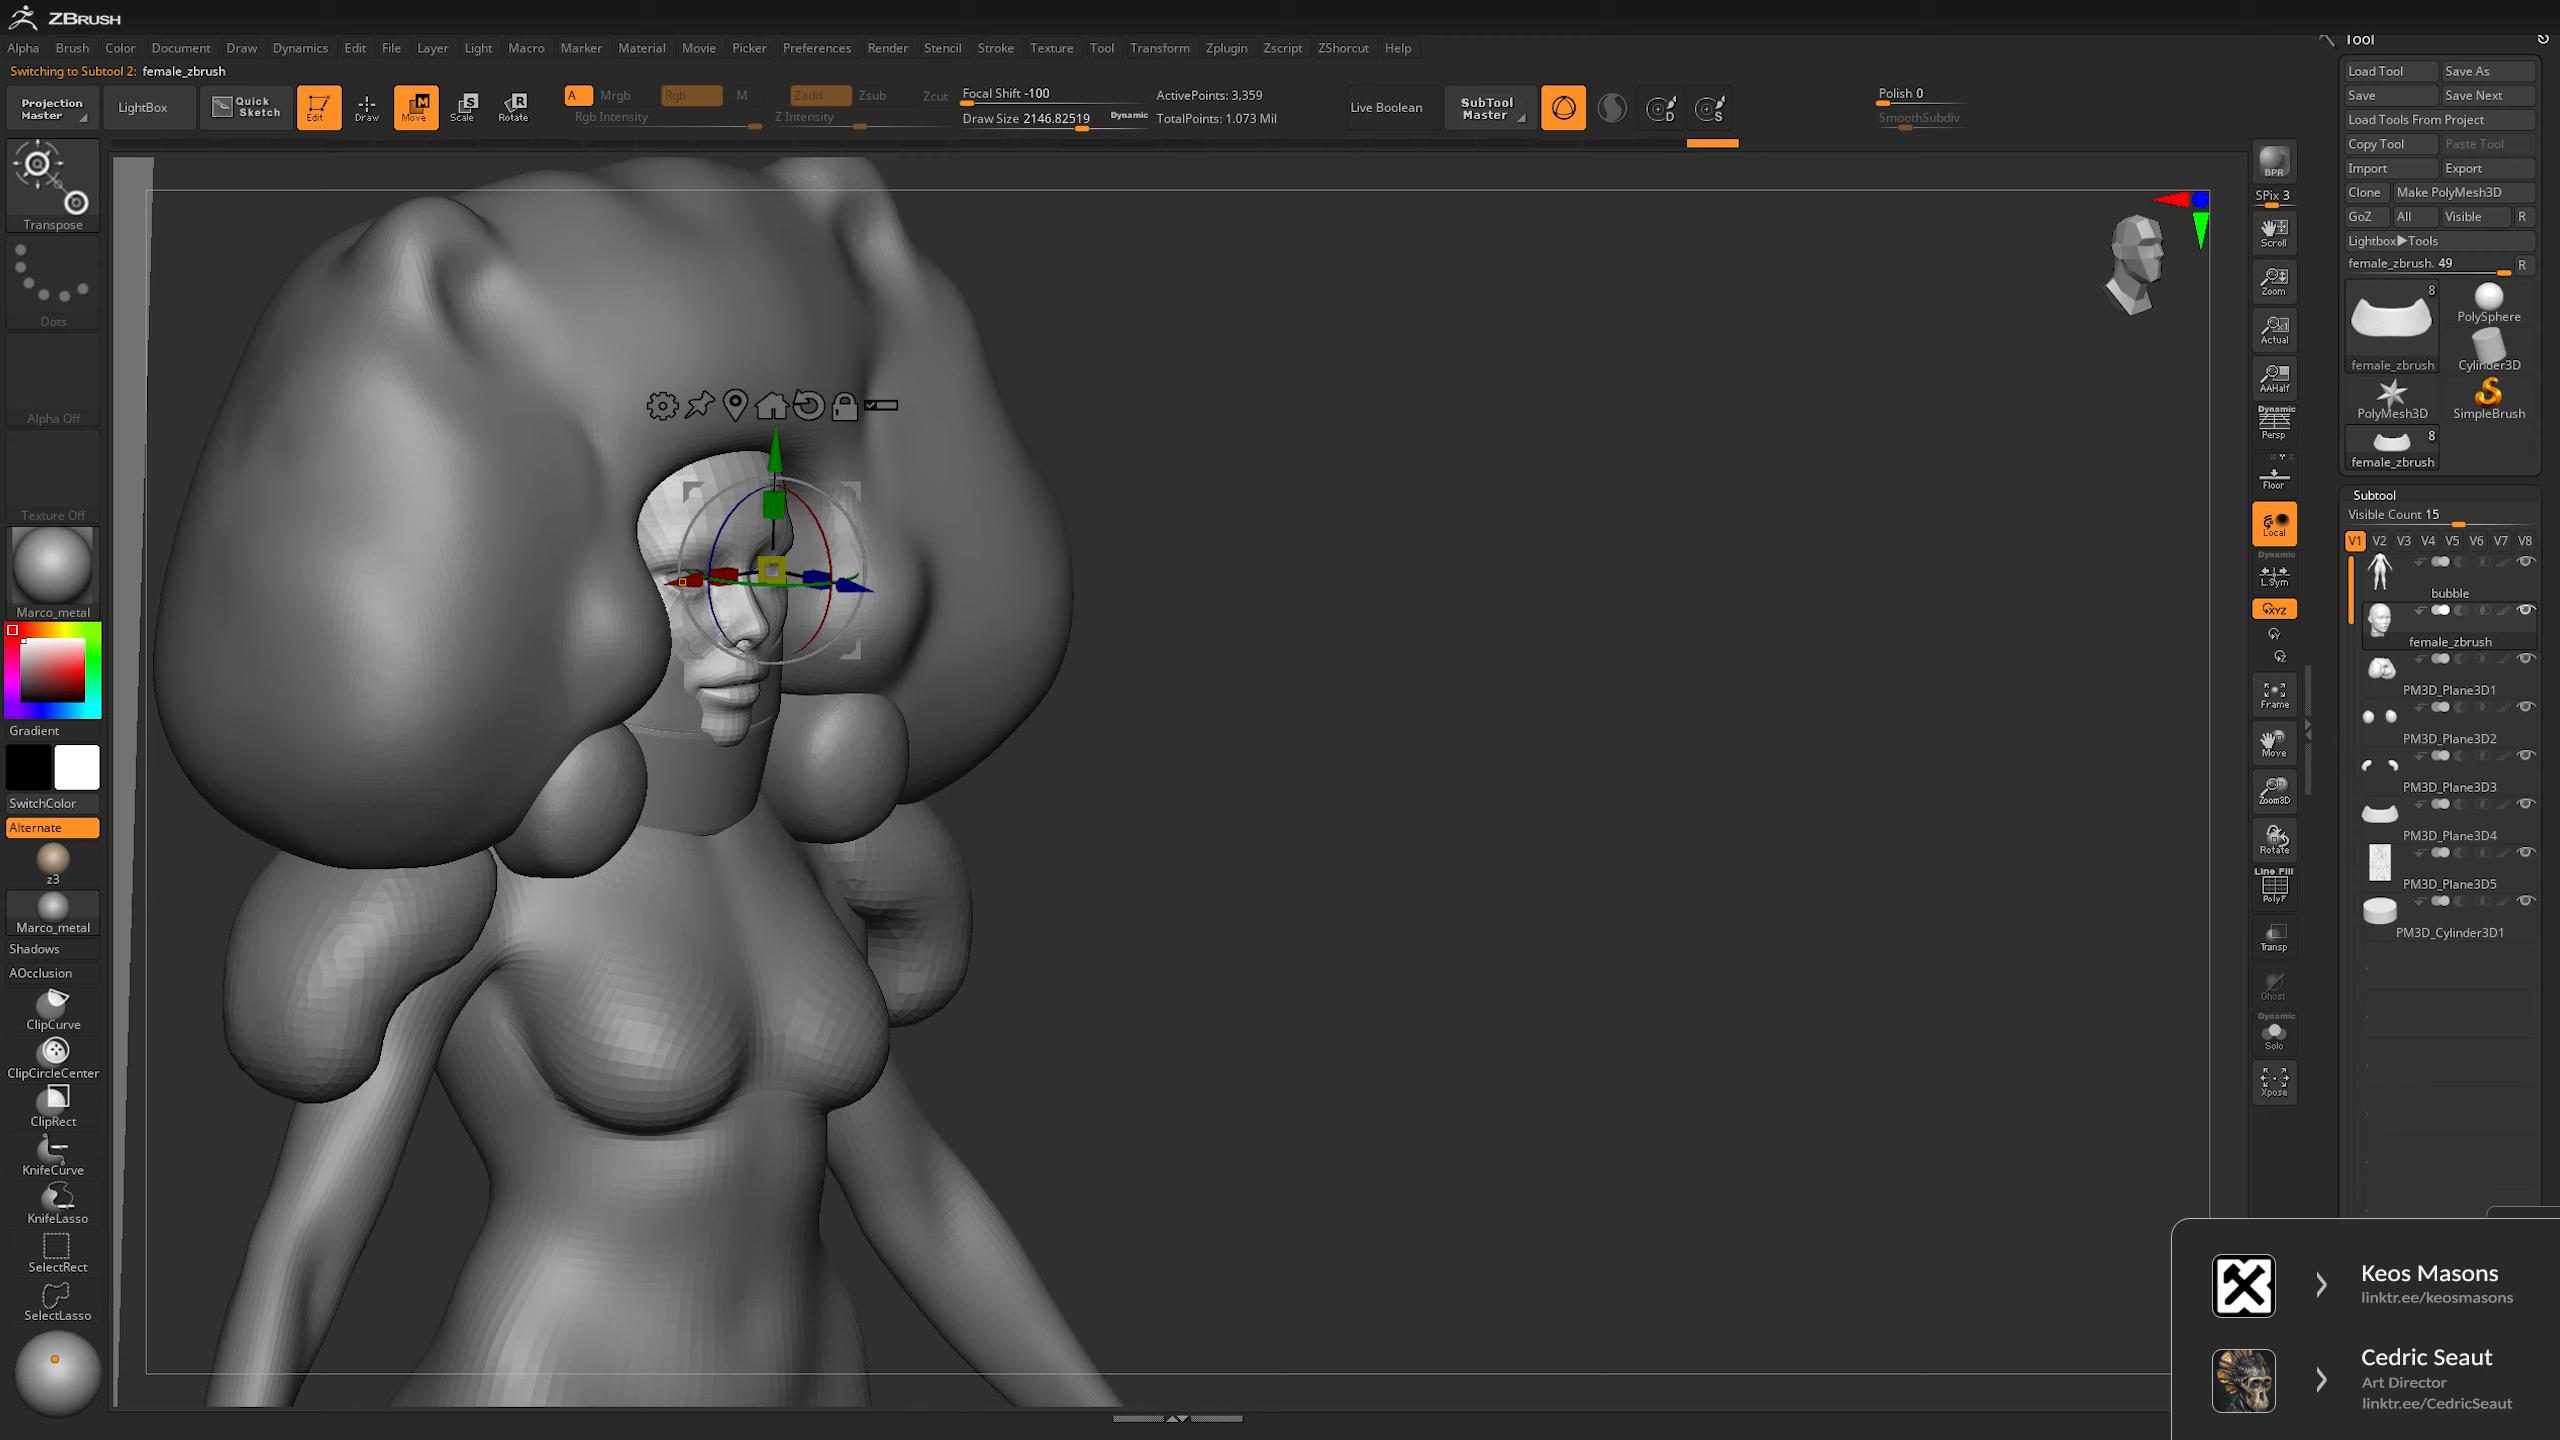 ZBRUSH
Alpha Brush Color Document Draw Dynamics Edit File Layer Light Macro Marker Material Movie Picker Preferences Render Stencil Stroke Texture Tool Transform Zplugin Zscript ZShorcut Help
Switching to Subtool 2: female_zbrush
Projection Master
LightBox
Quick Sketch
Edit
Draw
Move
Scale
Rotate
A Mrgb Rgb M Zadd Zsub Zcut
Rgb Intensity
Z Intensity
Focal Shift -100
Draw Size 2146.82519
Dynamic
ActivePoints: 3,359
TotalPoints: 1.073 Mil
Live Boolean
SubTool Master
D
S
Polish 0
SmoothSubdiv
Transpose
Dots
Alpha Off
Texture Off
Marco_metal
Gradient
SwitchColor
Alternate
z3
Marco_metal
Shadows
AOcclusion
ClipCurve
ClipCircleCenter
ClipRect
KnifeCurve
KnifeLasso
SelectRect
SelectLasso
BPR
SPix 3
Scroll
Zoom
Actual
AAHalf
Dynamic
Persp
Floor
Local
Dynamic
L.Sym
XYZ
Frame
Move
Zoom3D
Rotate
Line Fill
PolyF
Transp
Ghost
Dynamic
Solo
Xpose
Tool
Load Tool Save As
Save Save Next
Load Tools From Project
Copy Tool Paste Tool
Import Export
Clone Make PolyMesh3D
GoZ All Visible R
Lightbox▶Tools
female_zbrush. 49 R
8
female_zbrush
PolySphere
Cylinder3D
PolyMesh3D
SimpleBrush
8
female_zbrush
Subtool
Visible Count 15
V1 V2 V3 V4 V5 V6 V7 V8
bubble
female_zbrush
PM3D_Plane3D1
PM3D_Plane3D2
PM3D_Plane3D3
PM3D_Plane3D4
PM3D_Plane3D5
PM3D_Cylinder3D1
Keos Masons
linktr.ee/keosmasons
Cedric Seaut
Art Director
linktr.ee/CedricSeaut